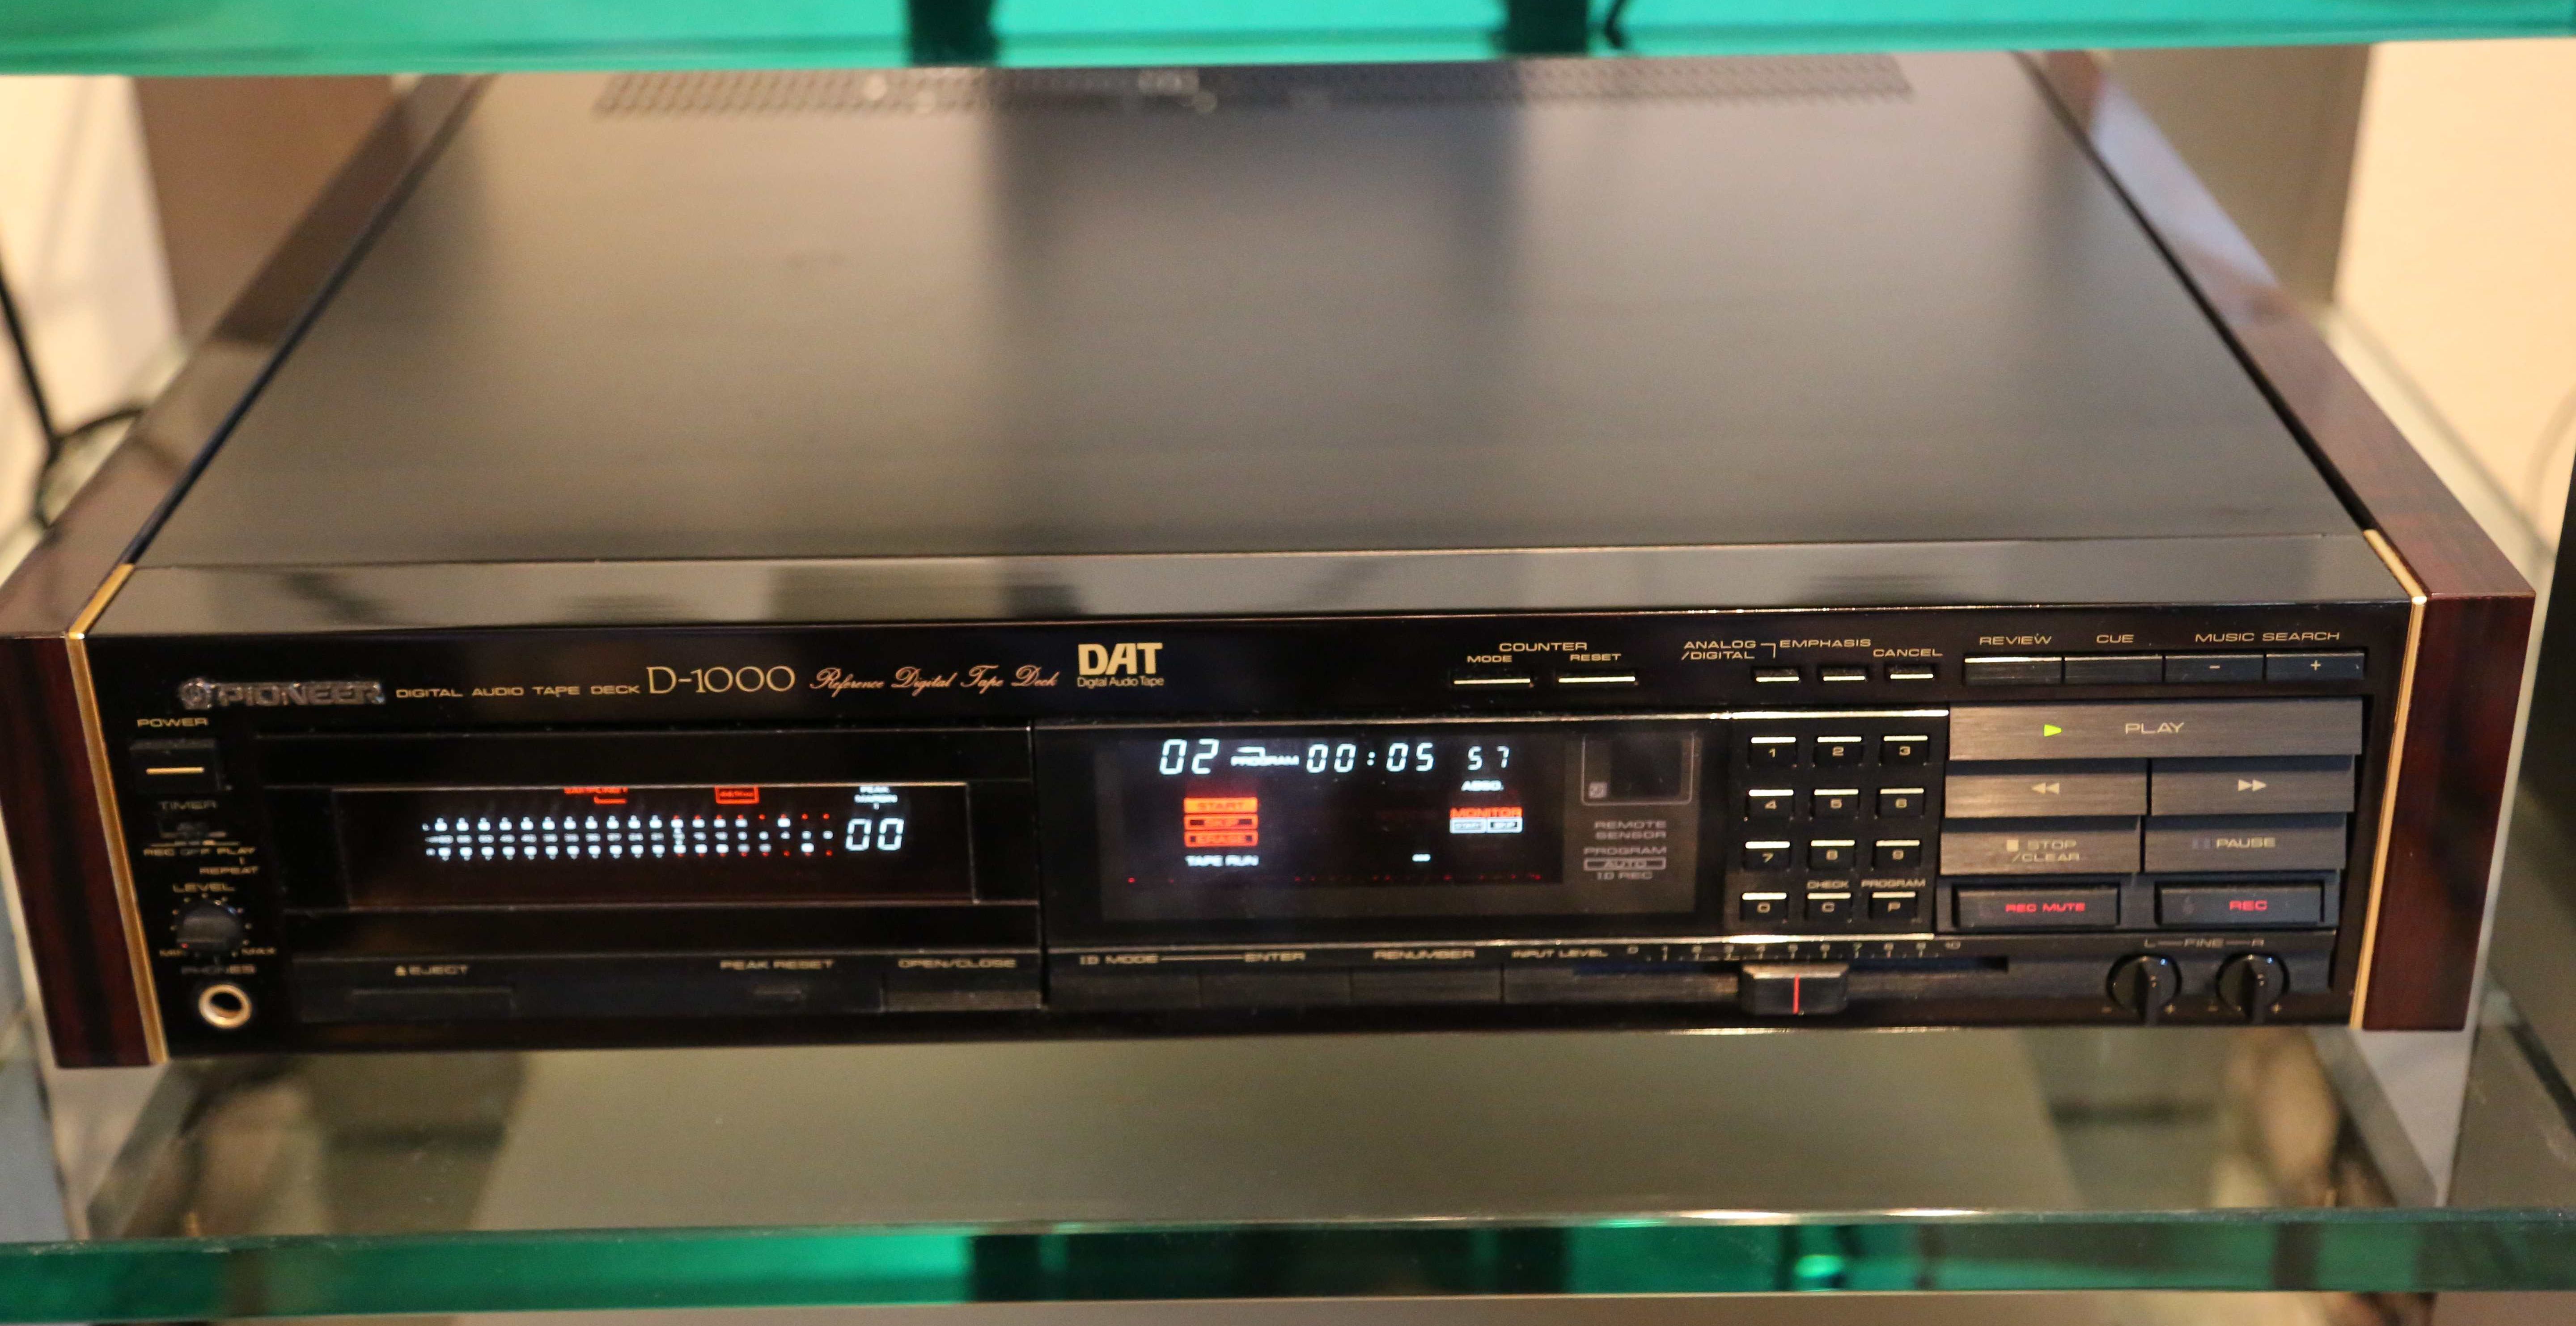 PIONEER DIGITAL AUDIO TAPE DECK D-1000 Reference Digital Tape Deck
DAT
Digital Audio Tape
COUNTER
MODE RESET
ANALOG
/DIGITAL
EMPHASIS
CANCEL
REVIEW CUE MUSIC SEARCH
- +
POWER
TIMER
REC OFF PLAY
REPEAT
LEVEL
MIN MAX
PHONES
PEAK
MARGIN
00
02 PROGRAM 00:05 57
ABSO.
START
SKIP
ERASE
TAPE RUN
MONITOR
REMOTE
SENSOR
PROGRAM
AUTO
ID REC
1 2 3
4 5 6
7 8 9
CHECK PROGRAM
0 C P
PLAY
STOP
/CLEAR
PAUSE
REC MUTE
REC
EJECT
PEAK RESET
OPEN/CLOSE
ID MODE ENTER
RENUMBER
INPUT LEVEL 0 1 2 3 4 5 6 7 8 9 10
L FINE R
- + - +